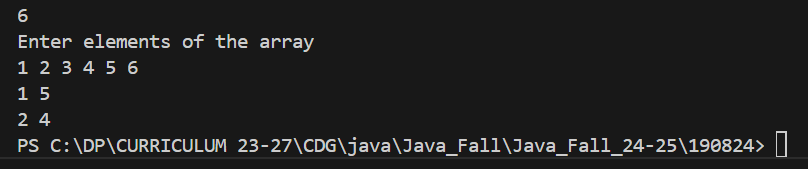 6
Enter elements of the array
1 2 3 4 5 6
1 5
2 4
PS C:\DP\CURRICULUM 23-27\CDG\java\Java_Fall\Java_Fall_24-25\190824>